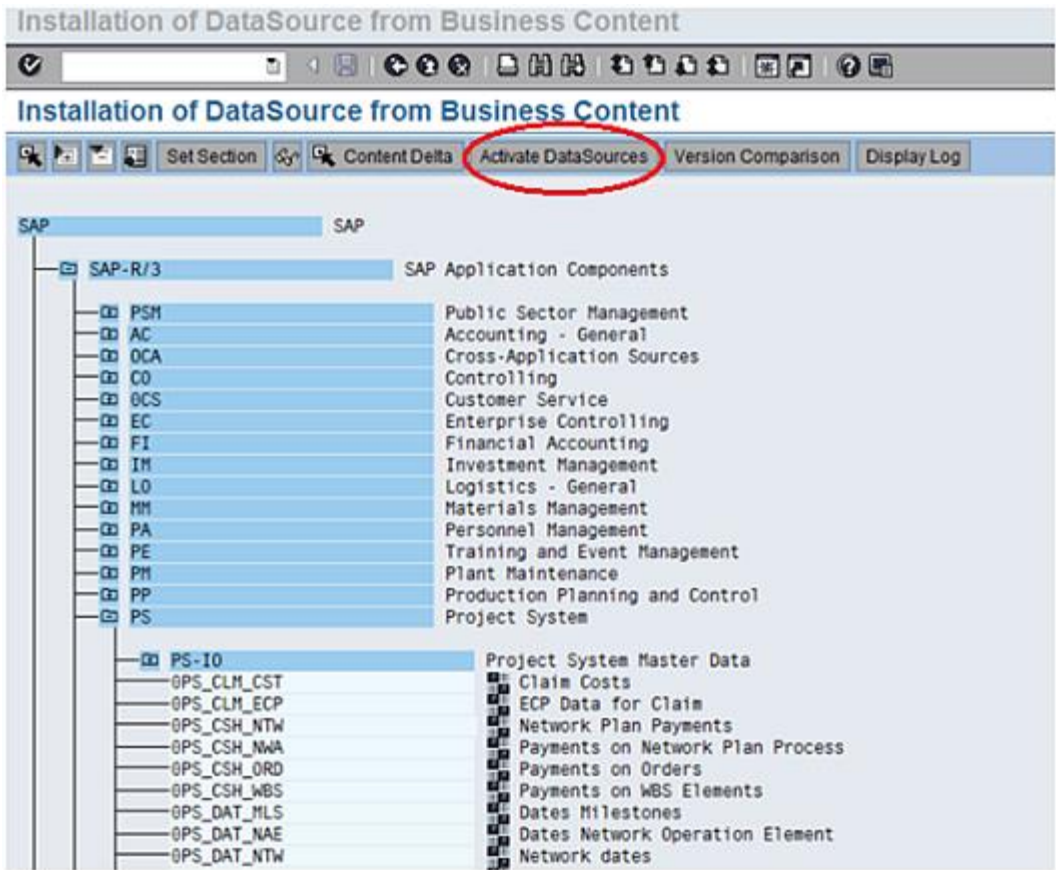 Installation of DataSource from Business Content
Installation of DataSource from Business Content
Set Section Content Delta Activate DataSources Version Comparison Display Log
SAP SAP
SAP-R/3 SAP Application Components
PSM Public Sector Management
AC Accounting - General
0CA Cross-Application Sources
CO Controlling
0CS Customer Service
EC Enterprise Controlling
FI Financial Accounting
IM Investment Management
LO Logistics - General
MM Materials Management
PA Personnel Management
PE Training and Event Management
PM Plant Maintenance
PP Production Planning and Control
PS Project System
PS-IO Project System Master Data
0PS_CLM_CST Claim Costs
0PS_CLM_ECP ECP Data for Claim
0PS_CSH_NTW Network Plan Payments
0PS_CSH_NWA Payments on Network Plan Process
0PS_CSH_ORD Payments on Orders
0PS_CSH_WBS Payments on WBS Elements
0PS_DAT_MLS Dates Milestones
0PS_DAT_NAE Dates Network Operation Element
0PS_DAT_NTW Network dates